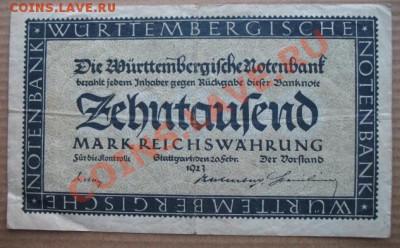 COINS.LAVE.RU
WÜRTTEMBERGISCHE
NOTENBANK
NOTENBANK
Die Württembergische Notenbank
bezahlt jedem Inhaber gegen Rückgabe dieser Banknote
Zehntausend
MARK REICHSWÄHRUNG
Für die Kontrolle Stuttgart, den 20. Febr. Der Vorstand
1923
WÜRTTEMBERGISCHE
COINS.LAVE.RU